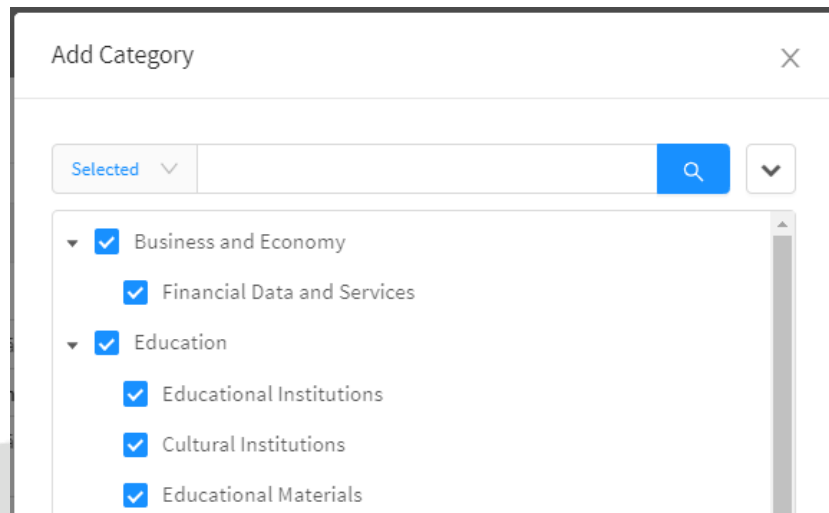 Add Category
Selected
Business and Economy
Financial Data and Services
Education
Educational Institutions
Cultural Institutions
Educational Materials